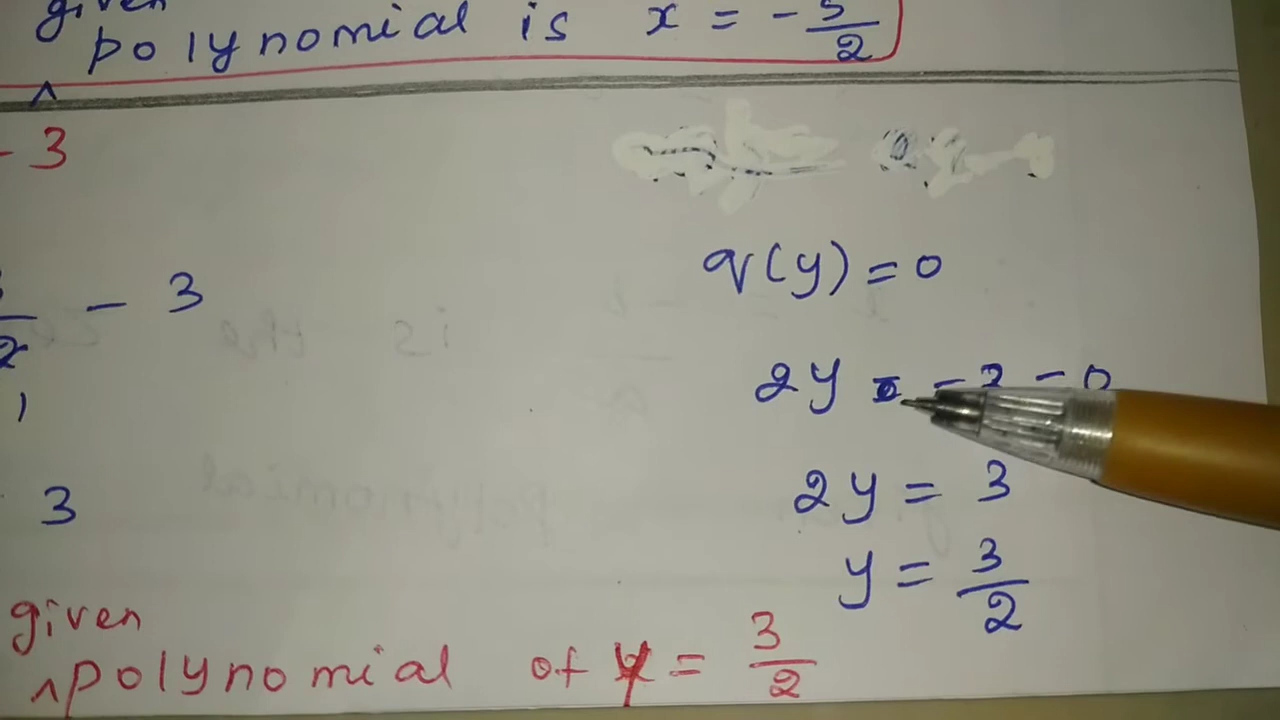 given
polynomial is x = - 5/2
^
- 3
- 3
2
3
q(y) = 0
2y - 3 - 0
2y = 3
y = 3/2
given
^polynomial of y = 3/2